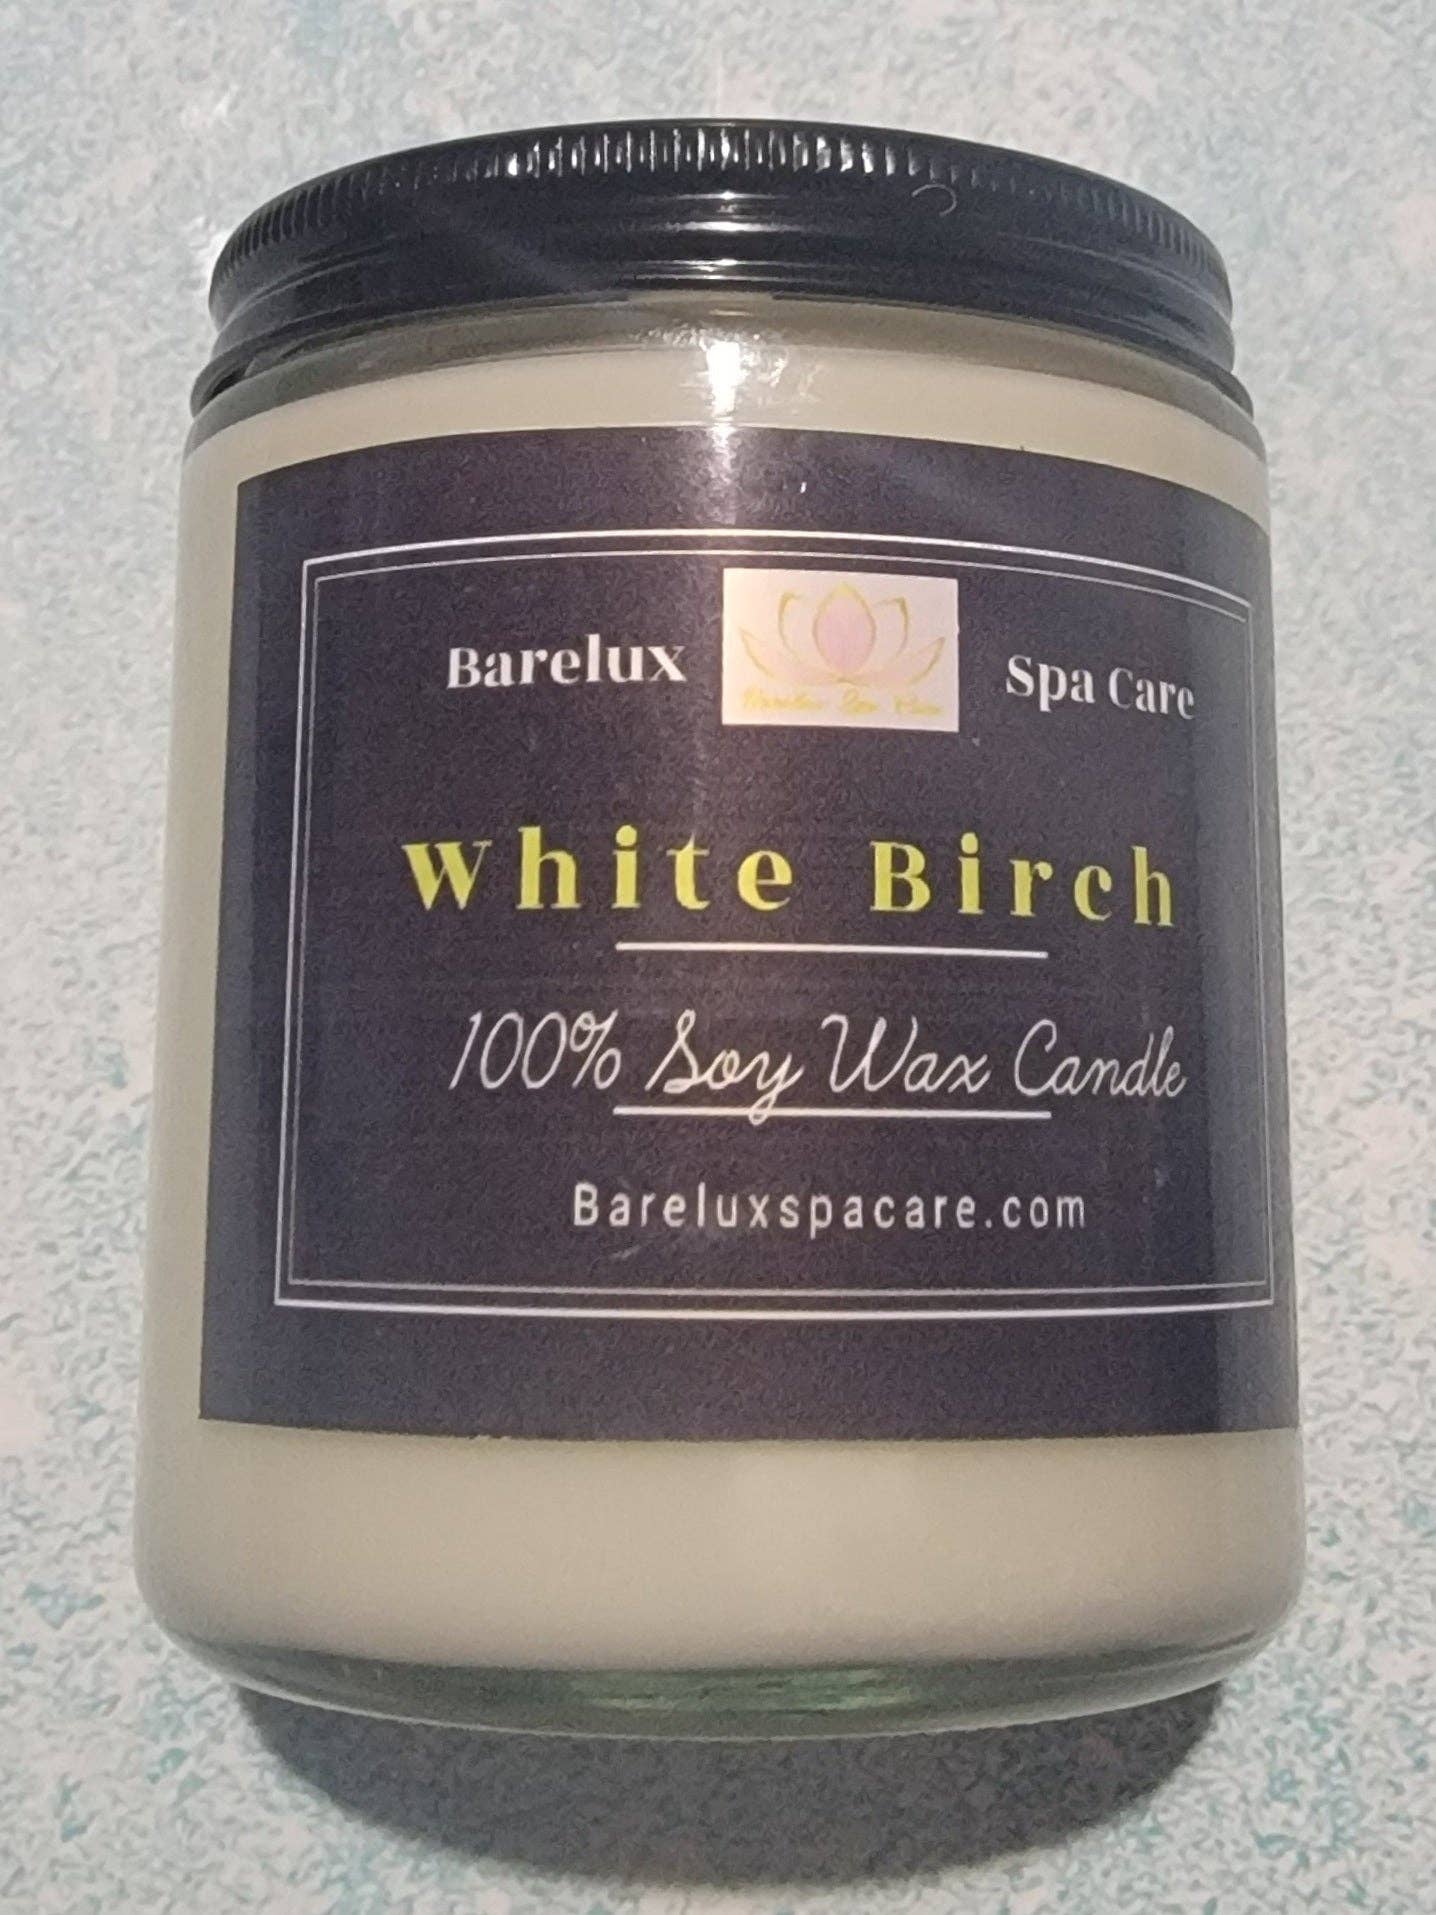 Barelux Spa Care
White Birch
100% Soy Wax Candle
Bareluxspacare.com